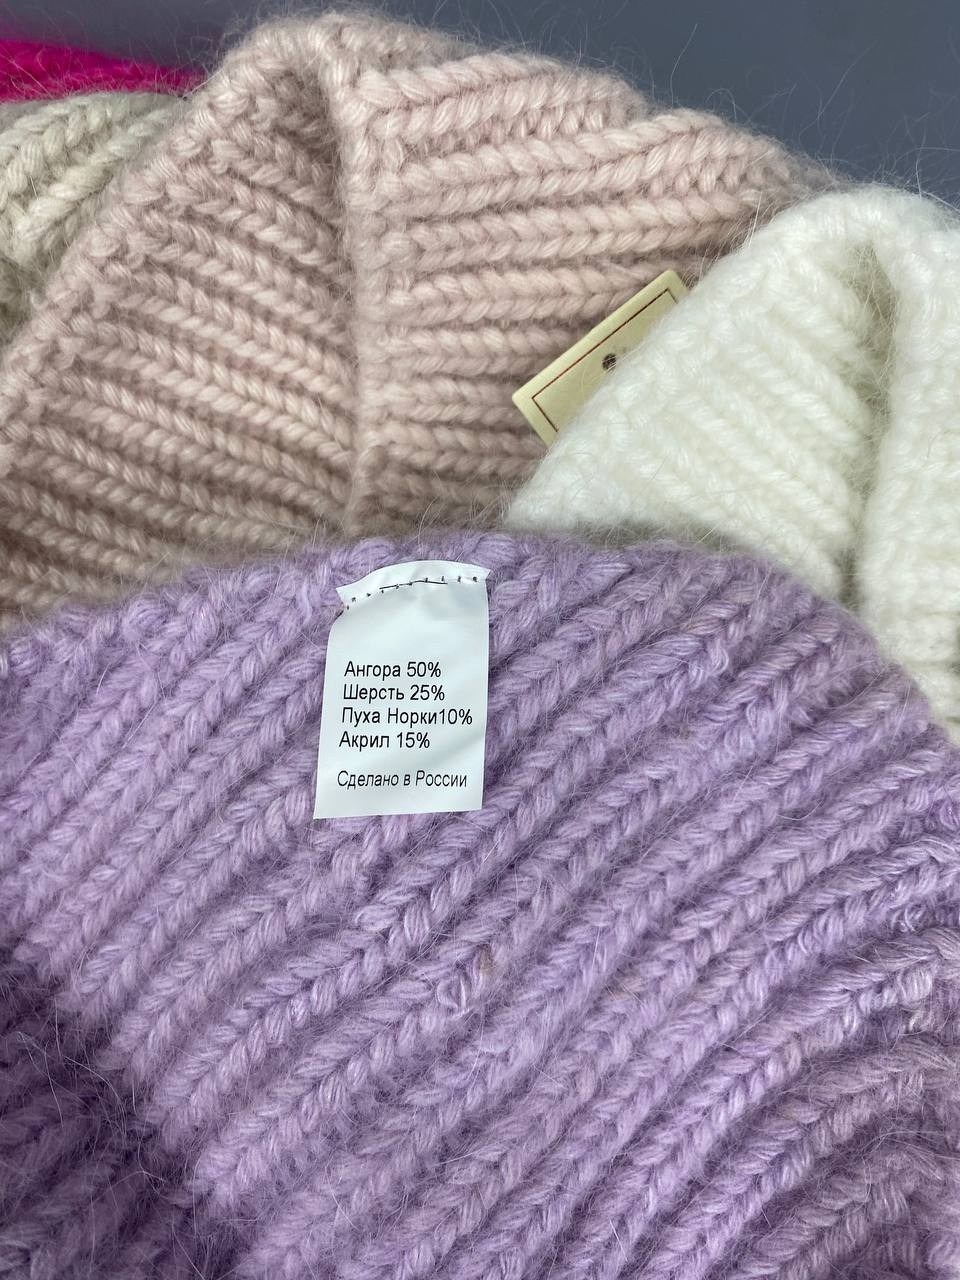 Ангора 50%
Шерсть 25%
Пуха Норки10%
Акрил 15%
Сделано в России